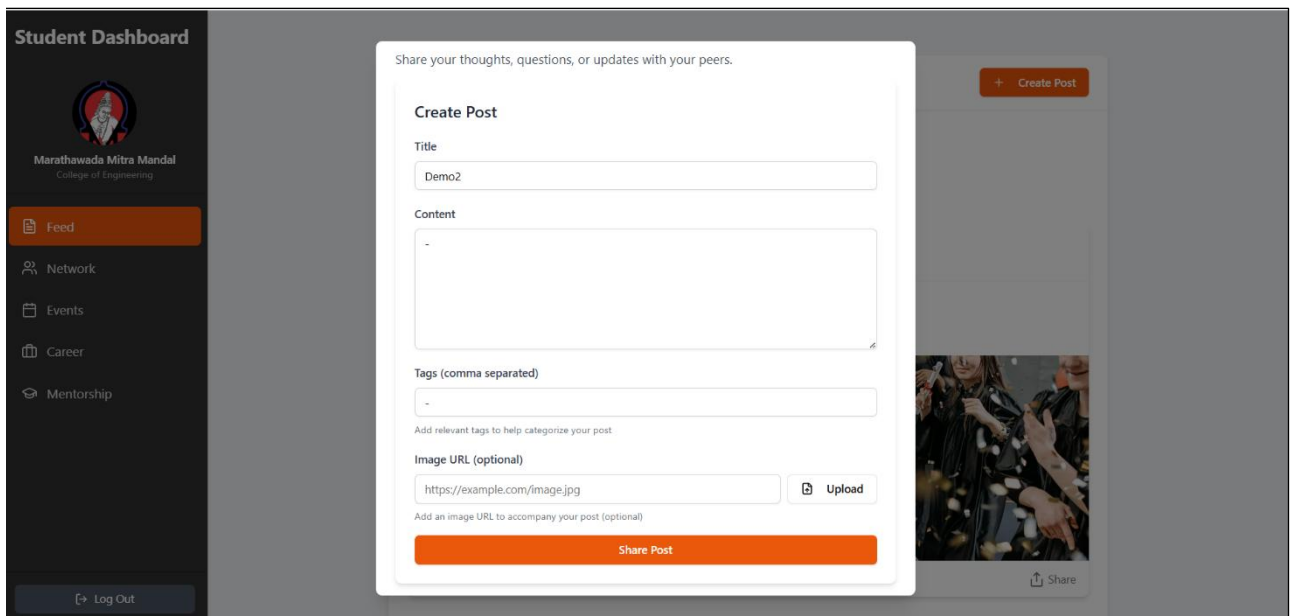 Student Dashboard
Marathawada Mitra Mandal
College of Engineering
Feed
Network
Events
Career
Mentorship
Log Out
Share your thoughts, questions, or updates with your peers.
Create Post
Title
Demo2
Content
-
Tags (comma separated)
-
Add relevant tags to help categorize your post
Image URL (optional)
https://example.com/image.jpg
Upload
Add an image URL to accompany your post (optional)
Share Post
+ Create Post
Share